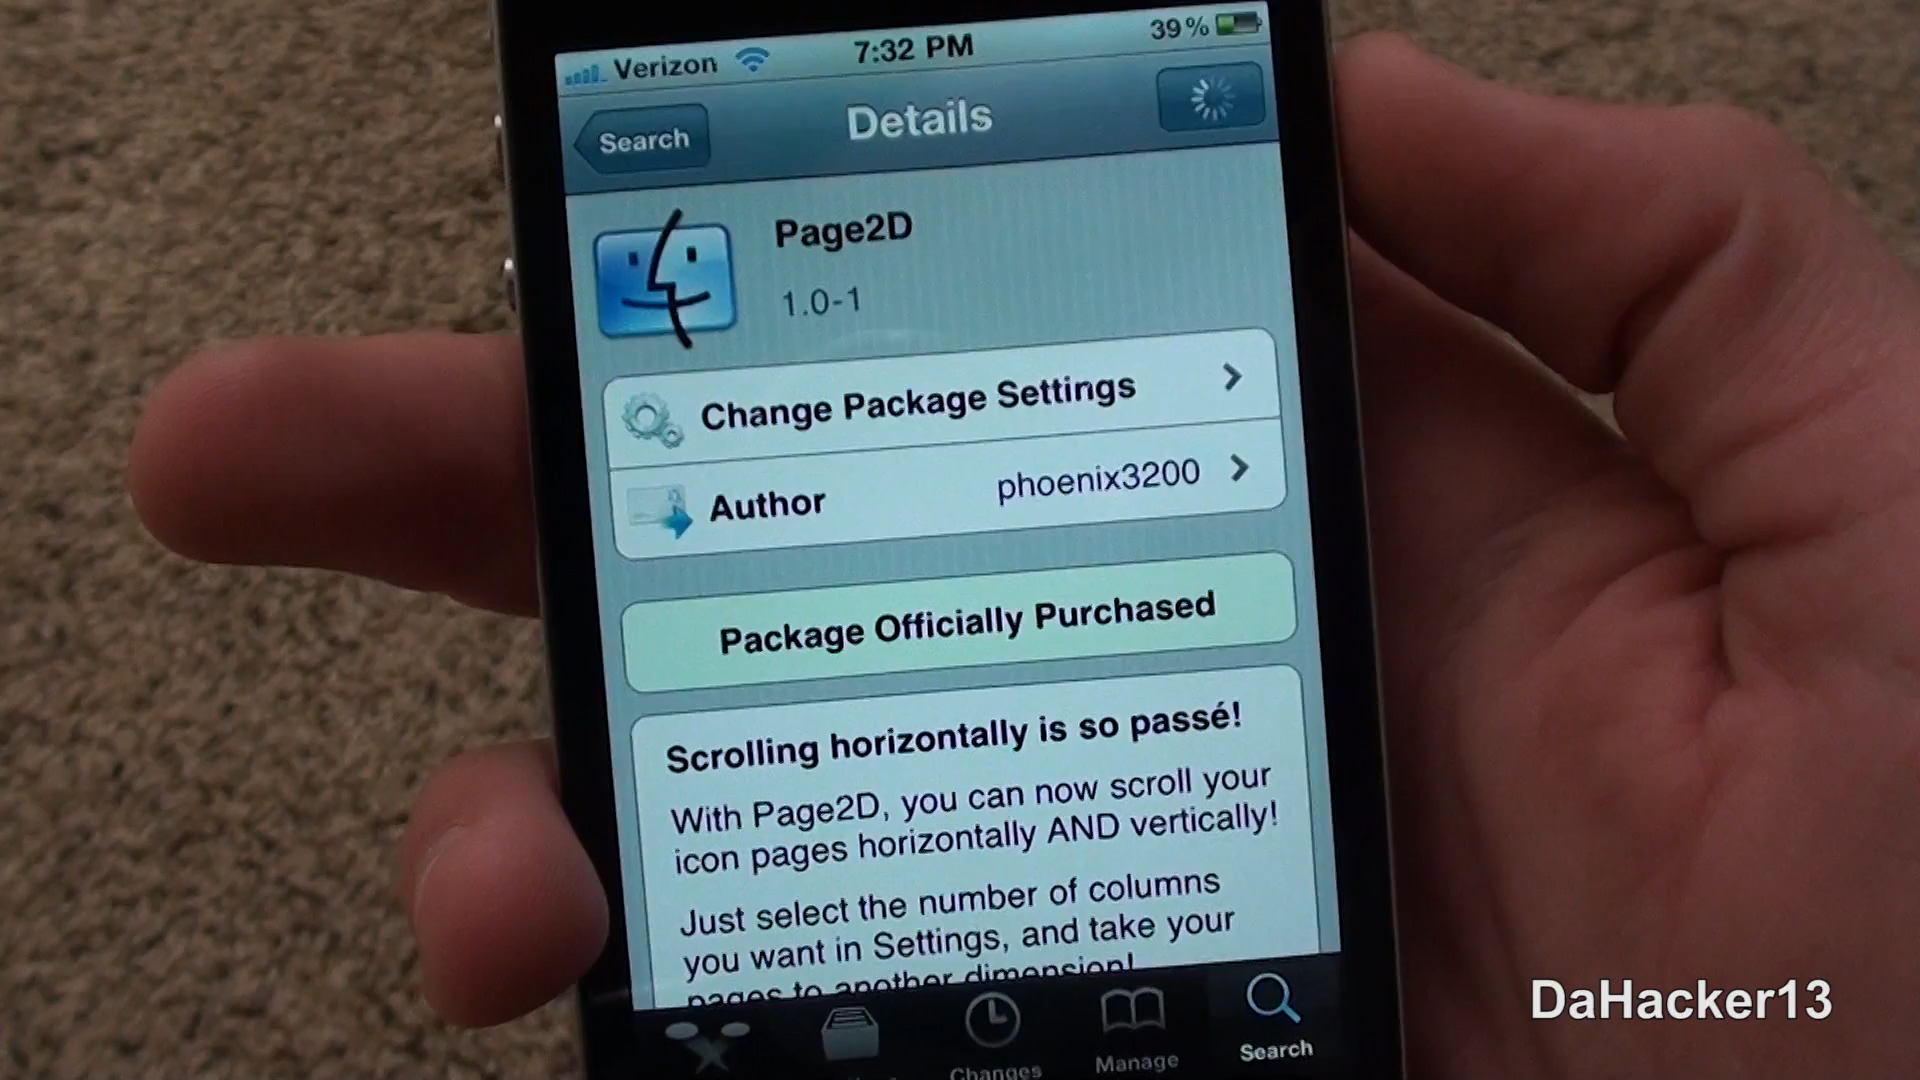 Verizon 7:32 PM 39%
Search Details
Page2D
1.0-1
Change Package Settings
Author phoenix3200
Package Officially Purchased
Scrolling horizontally is so passé!
With Page2D, you can now scroll your
icon pages horizontally AND vertically!
Just select the number of columns
you want in Settings, and take your
pages to another dimension!
Changes Manage Search
DaHacker13